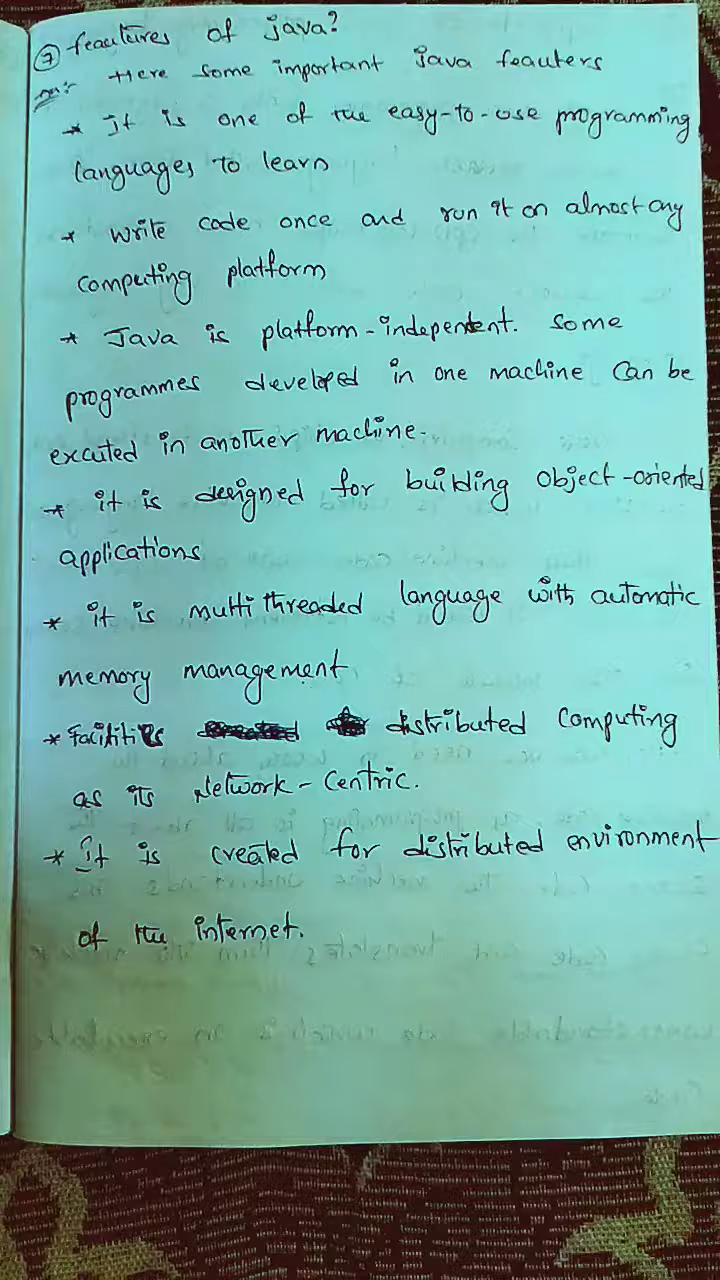 ⑦ feautures of java?
Ans:- Here some important java feauters
* It is one of the easy-to-use programming
languages to learn
* write code once and run it on almost any
computing platform
* Java is platform-independent. some
programmes developed in one machine can be
excuted in another machine.
* it is designed for building object-oriented
applications
* it is multi threaded language with automatic
memory management
* Facilities distributed computing
as its Network-Centric.
* It is created for distributed environment
of the internet.